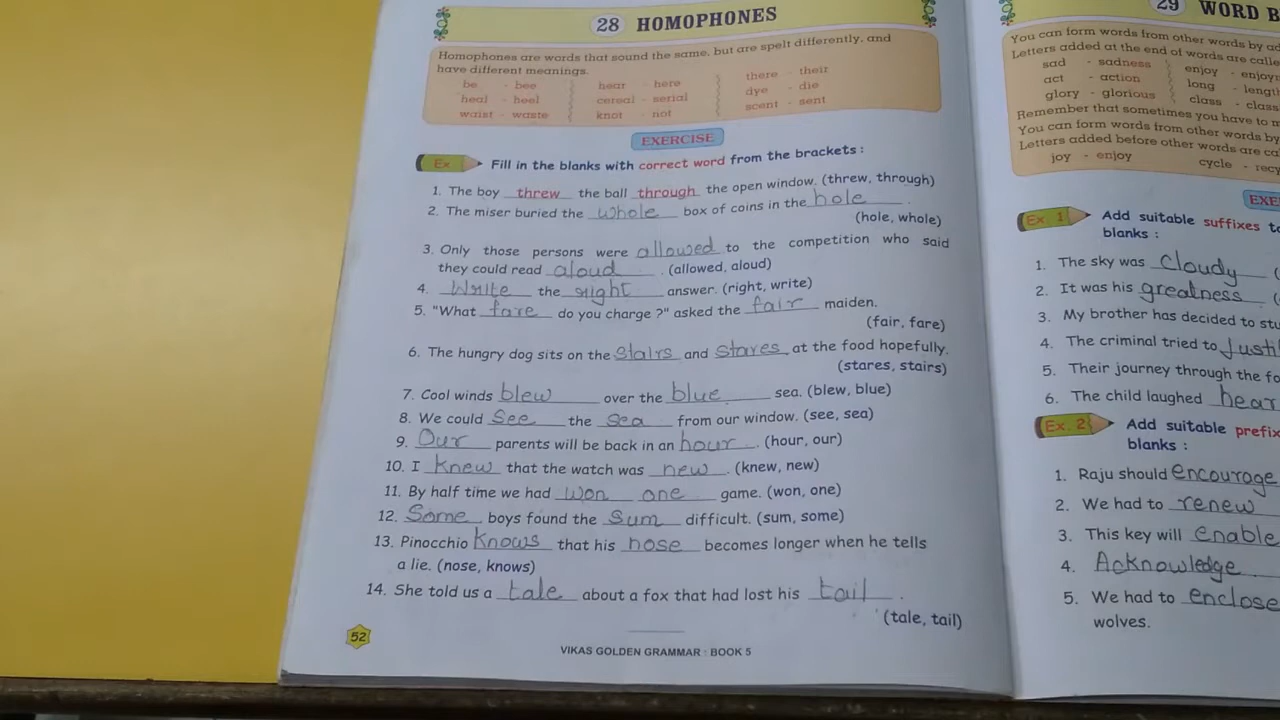 28 HOMOPHONES
Homophones are words that sound the same, but are spelt differently, and
have different meanings.
be - bee hear - here there - their
heal - heel cereal - serial dye - die
waist - waste knot - not scent - sent
EXERCISE
Ex Fill in the blanks with correct word from the brackets :
1. The boy threw the ball through the open window. (threw, through)
2. The miser buried the whole box of coins in the hole .
(hole, whole)
3. Only those persons were allowed to the competition who said
they could read aloud . (allowed, aloud)
4. Write the right answer. (right, write)
5. "What fare do you charge ?" asked the fair maiden.
(fair, fare)
6. The hungry dog sits on the stairs and stares at the food hopefully.
(stares, stairs)
7. Cool winds blew over the blue sea. (blew, blue)
8. We could See the sea from our window. (see, sea)
9. Our parents will be back in an hour . (hour, our)
10. I knew that the watch was new . (knew, new)
11. By half time we had won one game. (won, one)
12. Some boys found the Sum difficult. (sum, some)
13. Pinocchio knows that his nose becomes longer when he tells
a lie. (nose, knows)
14. She told us a tale about a fox that had lost his tail .
(tale, tail)
52
VIKAS GOLDEN GRAMMAR : BOOK 5
29 WORD B
You can form words from other words by
Letters added at the end of words are
sad - sadness enjoy -
act - action long -
glory - glorious class - class
Remember that sometimes you have to
You can form words from other words by
Letters added before other words are
joy - enjoy cycle -
Ex. 1 Add suitable suffixes
blanks :
1. The sky was Cloudy
2. It was his greatness
3. My brother has decided to
4. The criminal tried to
5. Their journey through the
6. The child laughed
Ex. 2 Add suitable
blanks :
1. Raju should encourage
2. We had to renew
3. This key will enable
4. Acknowledge
5. We had to enclose
wolves.